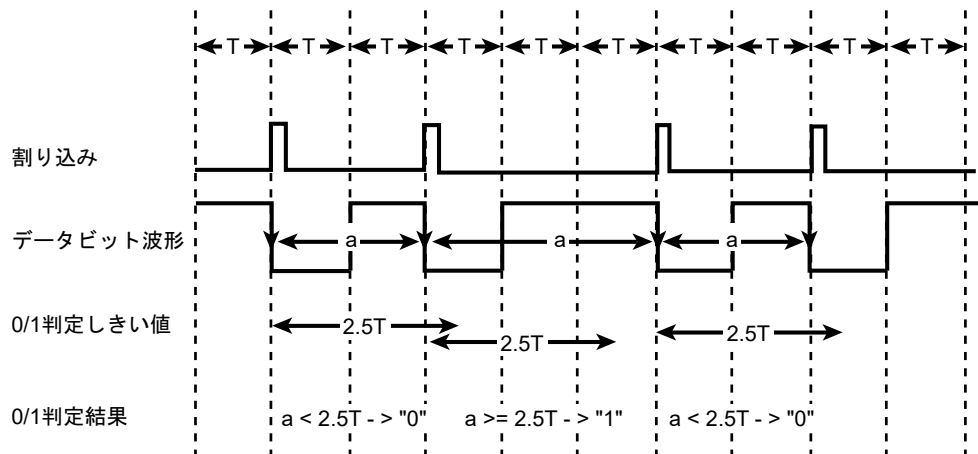 T T T T T T T T T T
割り込み
データビット波形
a a a
0/1判定しきい値
2.5T 2.5T 2.5T
0/1判定結果
a < 2.5T - > "0" a >= 2.5T - > "1" a < 2.5T - > "0"